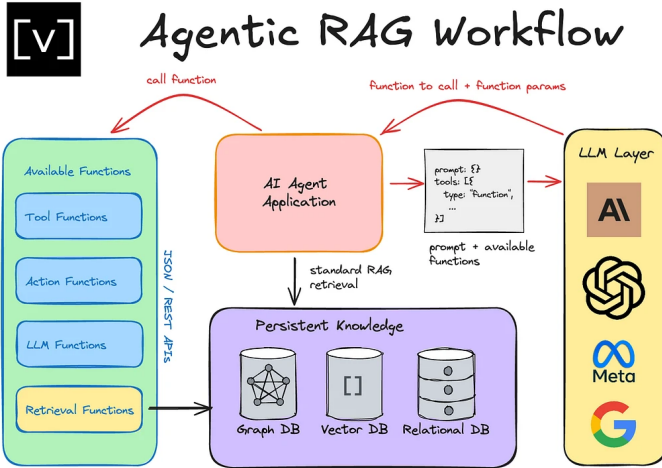 [v]
Agentic RAG Workflow
call function
function to call + function params
Available Functions
Tool Functions
Action Functions
LLM Functions
Retrieval Functions
JSON / REST APIs
AI Agent
Application
prompt: {}
tools: [{
type: "function",
...
}]
prompt + available
functions
standard RAG
retrieval
Persistent Knowledge
[]
Graph DB
Vector DB
Relational DB
LLM Layer
A\
Meta
G